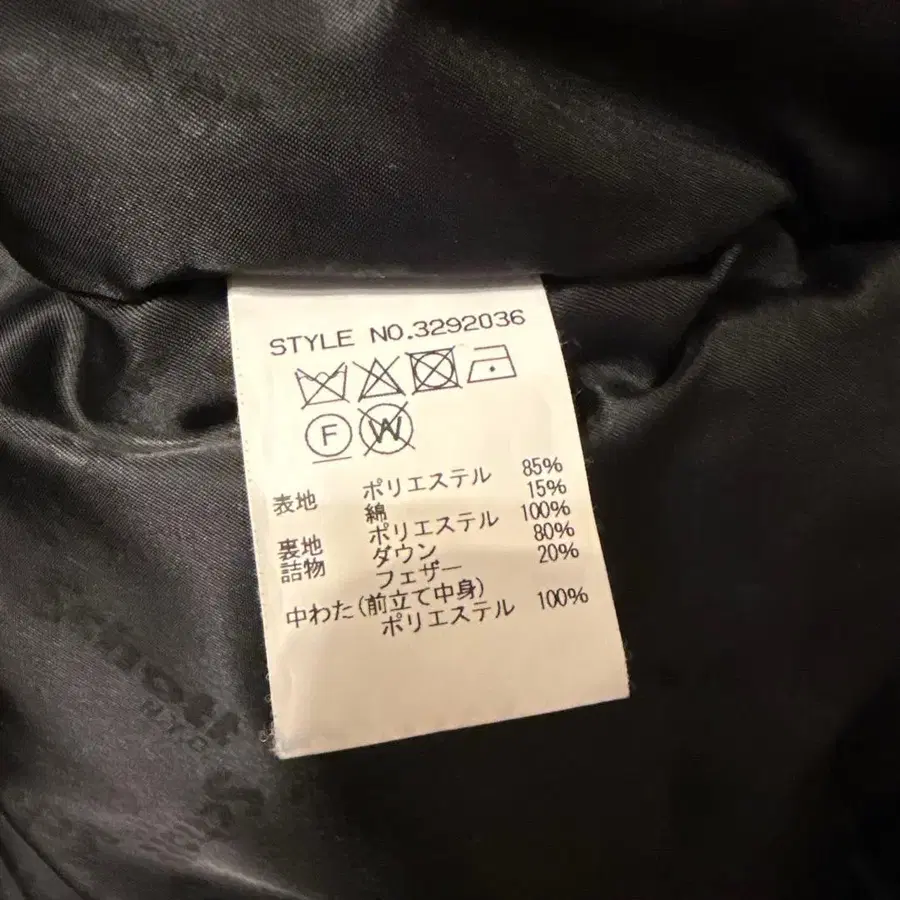 STYLE NO.3292036
F W
表地 ポリエステル 85%
綿 15%
裏地 ポリエステル 100%
詰物 ダウン 80%
フェザー 20%
中わた(前立て中身)
ポリエステル 100%
Schott
N.Y.C